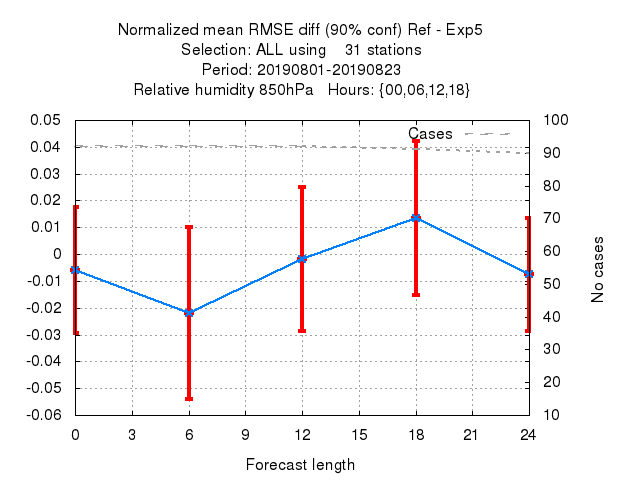 Normalized mean RMSE diff (90% conf) Ref - Exp5
Selection: ALL using 31 stations
Period: 20190801-20190823
Relative humidity 850hPa Hours: {00,06,12,18}
Cases
0.05
0.04
0.03
0.02
0.01
0
-0.01
-0.02
-0.03
-0.04
-0.05
-0.06
100
90
80
70
60
50
40
30
20
10
No cases
0 3 6 9 12 15 18 21 24
Forecast length